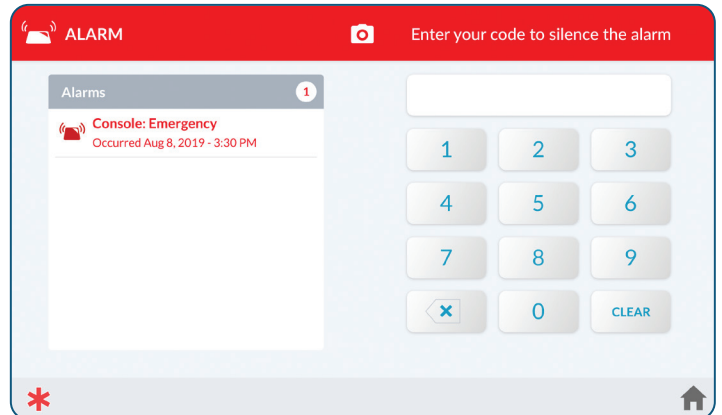 ALARM
Enter your code to silence the alarm
Alarms 1
Console: Emergency
Occurred Aug 8, 2019 - 3:30 PM
1 2 3
4 5 6
7 8 9
0 CLEAR